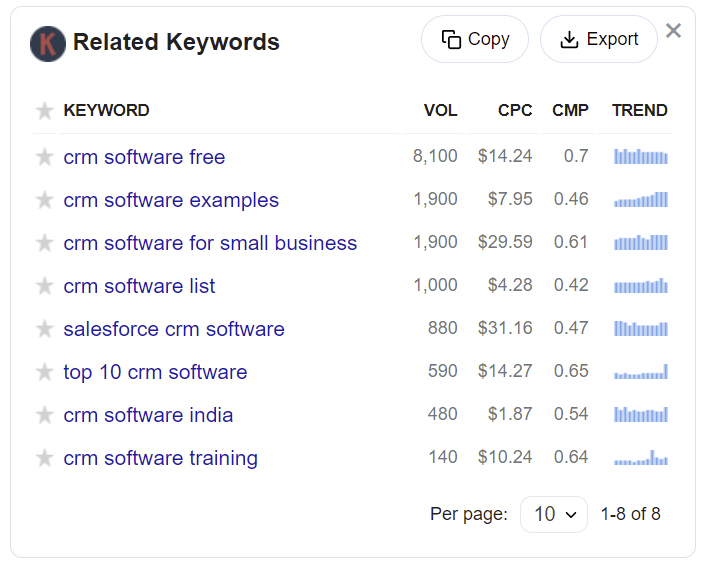 K Related Keywords Copy Export
KEYWORD VOL CPC CMP TREND
crm software free 8,100 $14.24 0.7
crm software examples 1,900 $7.95 0.46
crm software for small business 1,900 $29.59 0.61
crm software list 1,000 $4.28 0.42
salesforce crm software 880 $31.16 0.47
top 10 crm software 590 $14.27 0.65
crm software india 480 $1.87 0.54
crm software training 140 $10.24 0.64
Per page: 10 1-8 of 8